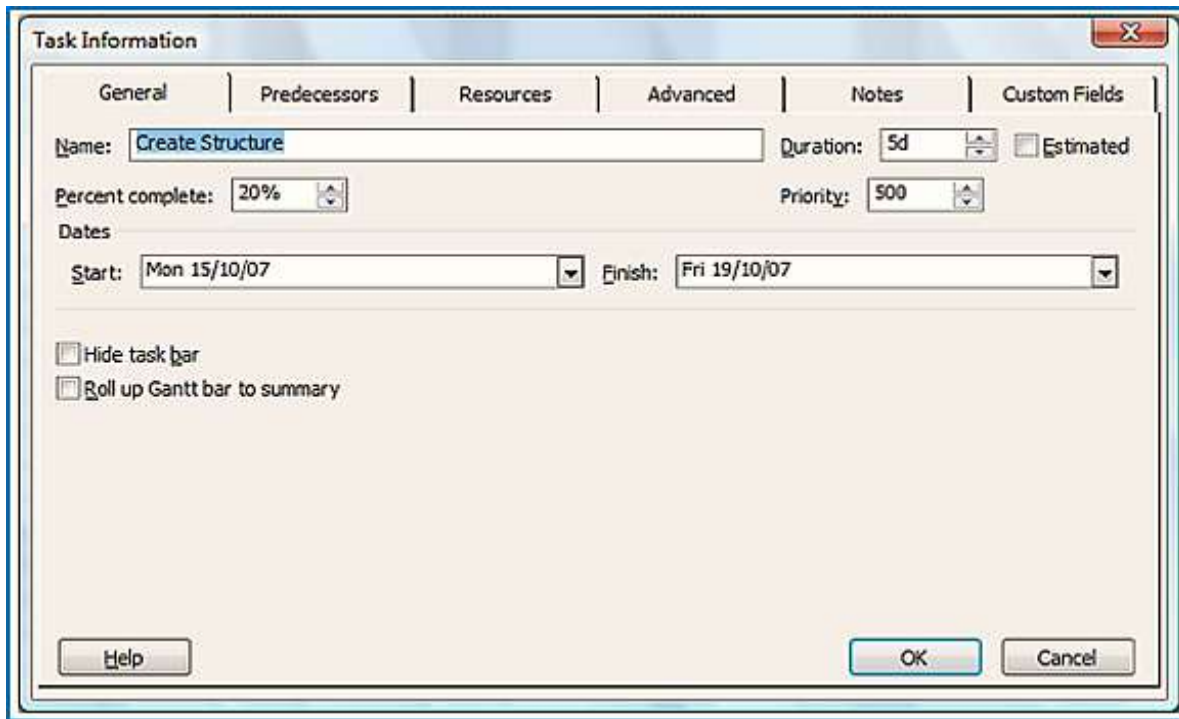 Task Information
General Predecessors Resources Advanced Notes Custom Fields
Name: Create Structure Duration: 5d Estimated
Percent complete: 20% Priority: 500
Dates
Start: Mon 15/10/07 Finish: Fri 19/10/07
Hide task bar
Roll up Gantt bar to summary
Help OK Cancel